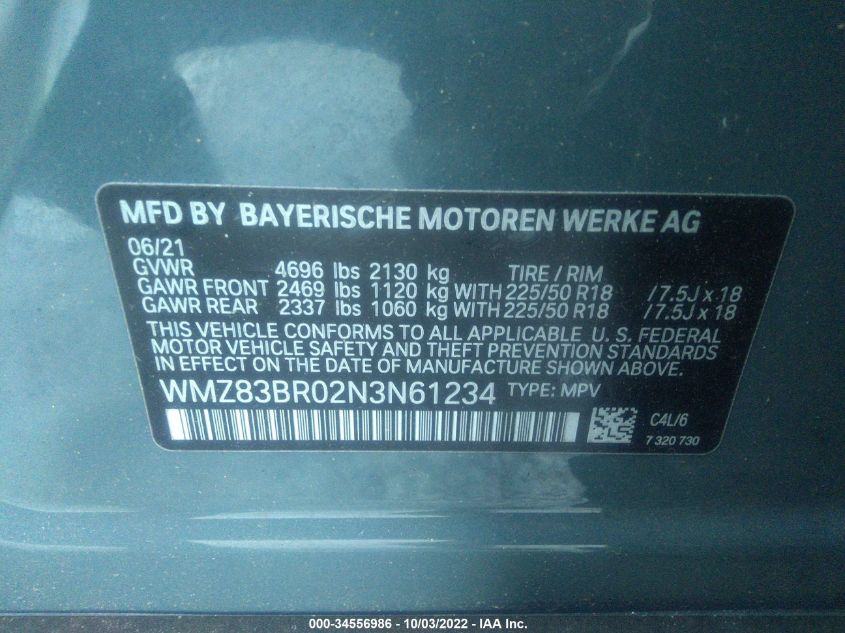 MFD BY BAYERISCHE MOTOREN WERKE AG
06/21
GVWR 4696 lbs 2130 kg TIRE / RIM
GAWR FRONT 2469 lbs 1120 kg WITH 225/50 R18 / 7.5J x 18
GAWR REAR 2337 lbs 1060 kg WITH 225/50 R18 / 7.5J x 18
THIS VEHICLE CONFORMS TO ALL APPLICABLE U. S. FEDERAL
MOTOR VEHICLE SAFETY AND THEFT PREVENTION STANDARDS
IN EFFECT ON THE DATE OF MANUFACTURE SHOWN ABOVE.
WMZ83BR02N3N61234 TYPE: MPV
C4L/6
7 320 730
000-34556986 - 10/03/2022 - IAA Inc.